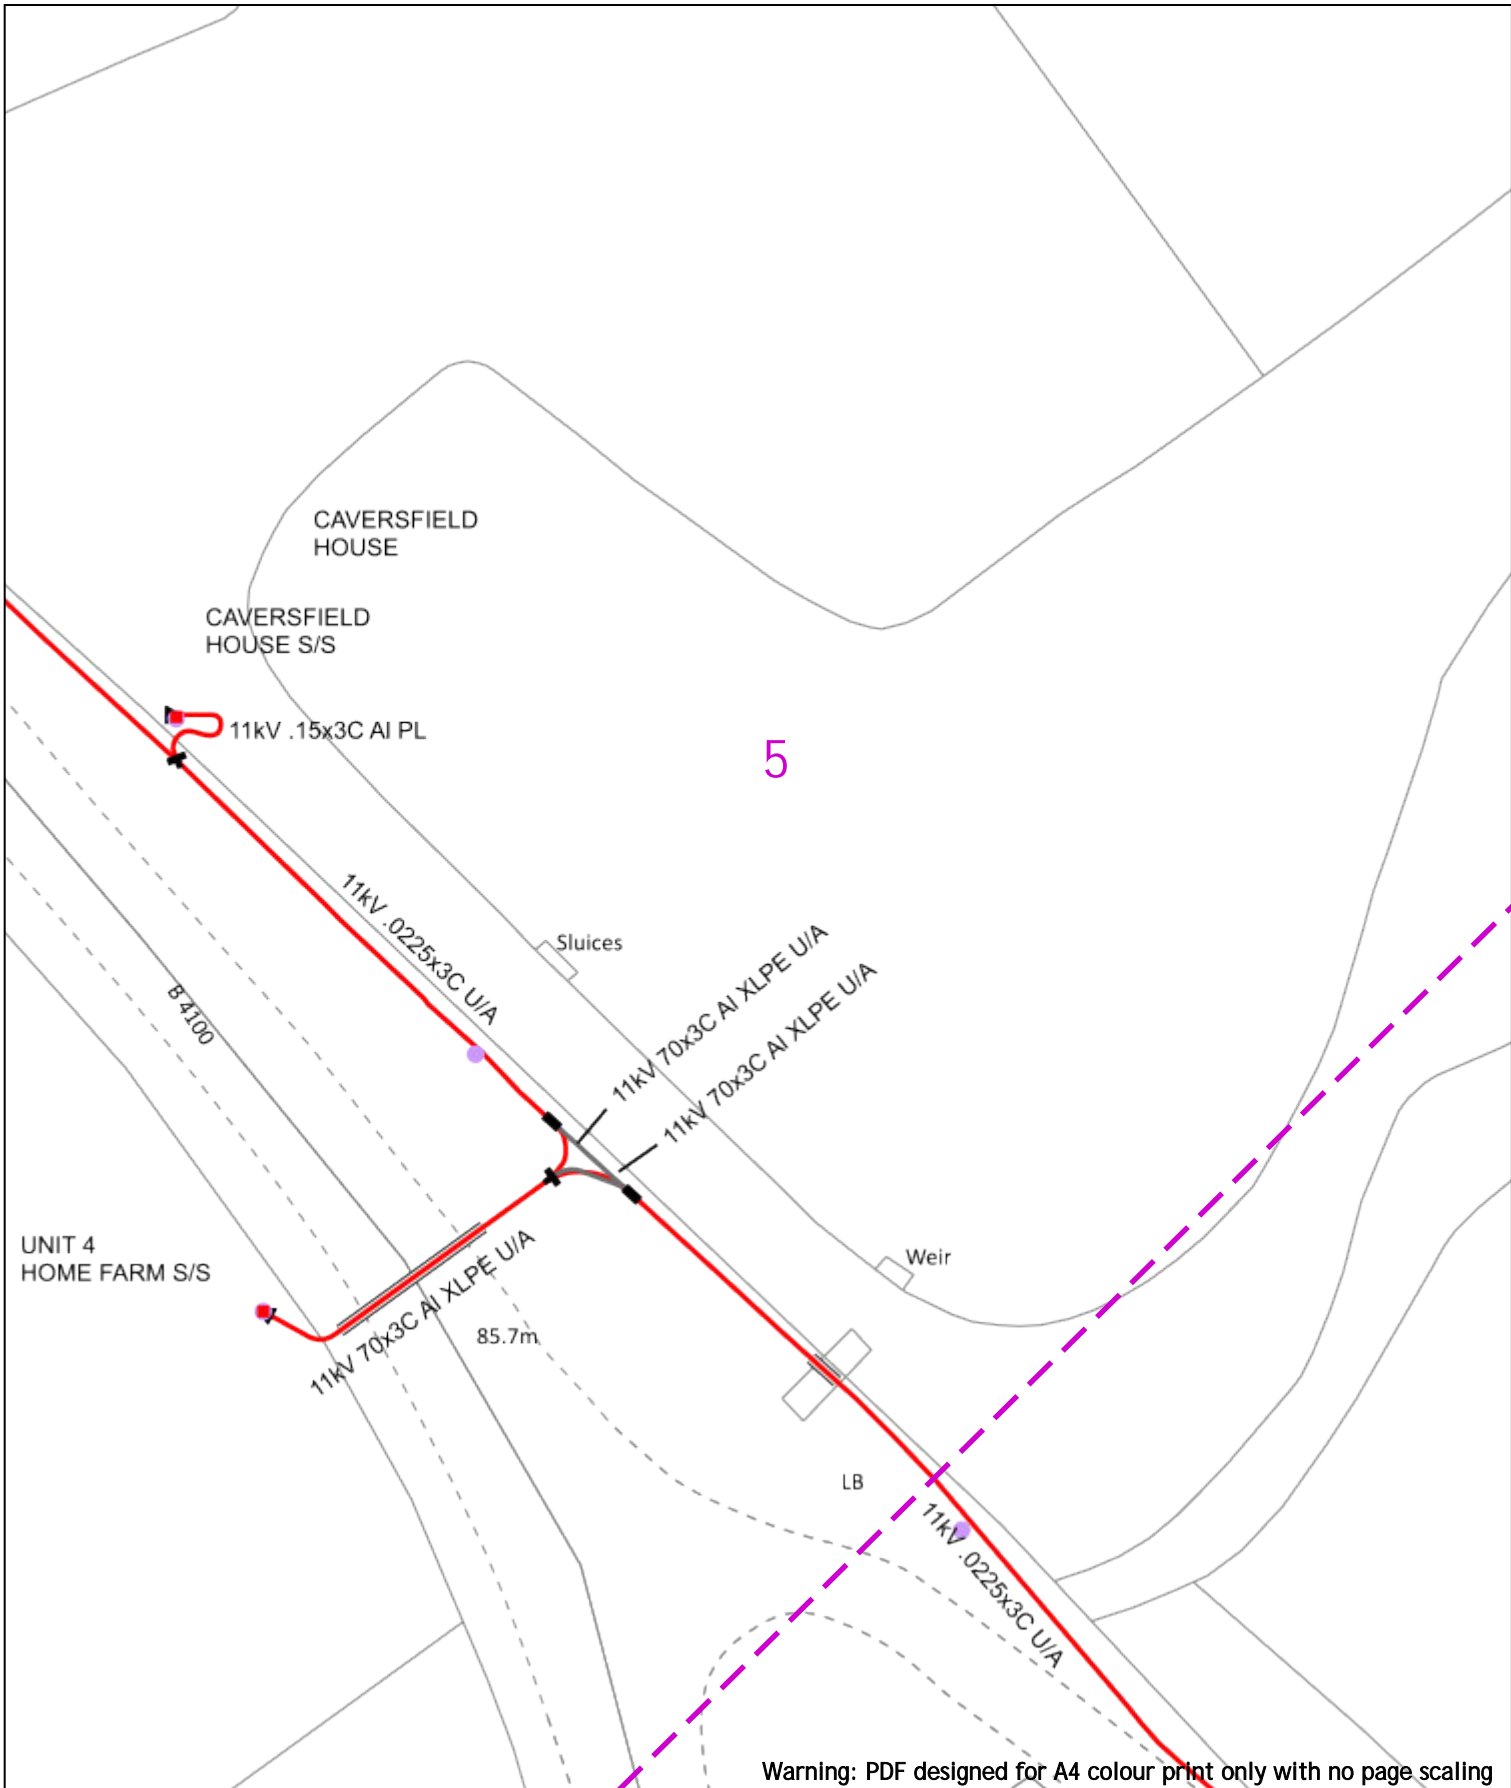 CAVERSFIELD
HOUSE
CAVERSFIELD
HOUSE S/S
11kV .15x3C Al PL
5
11kV .0225x3C U/A
Sluices
11kV 70x3C Al XLPE U/A
11kV 70x3C Al XLPE U/A
B 4100
UNIT 4
HOME FARM S/S
11kV 70x3C Al XLPE U/A
Weir
85.7m
LB
11kV .0225x3C U/A
Warning: PDF designed for A4 colour print only with no page scaling